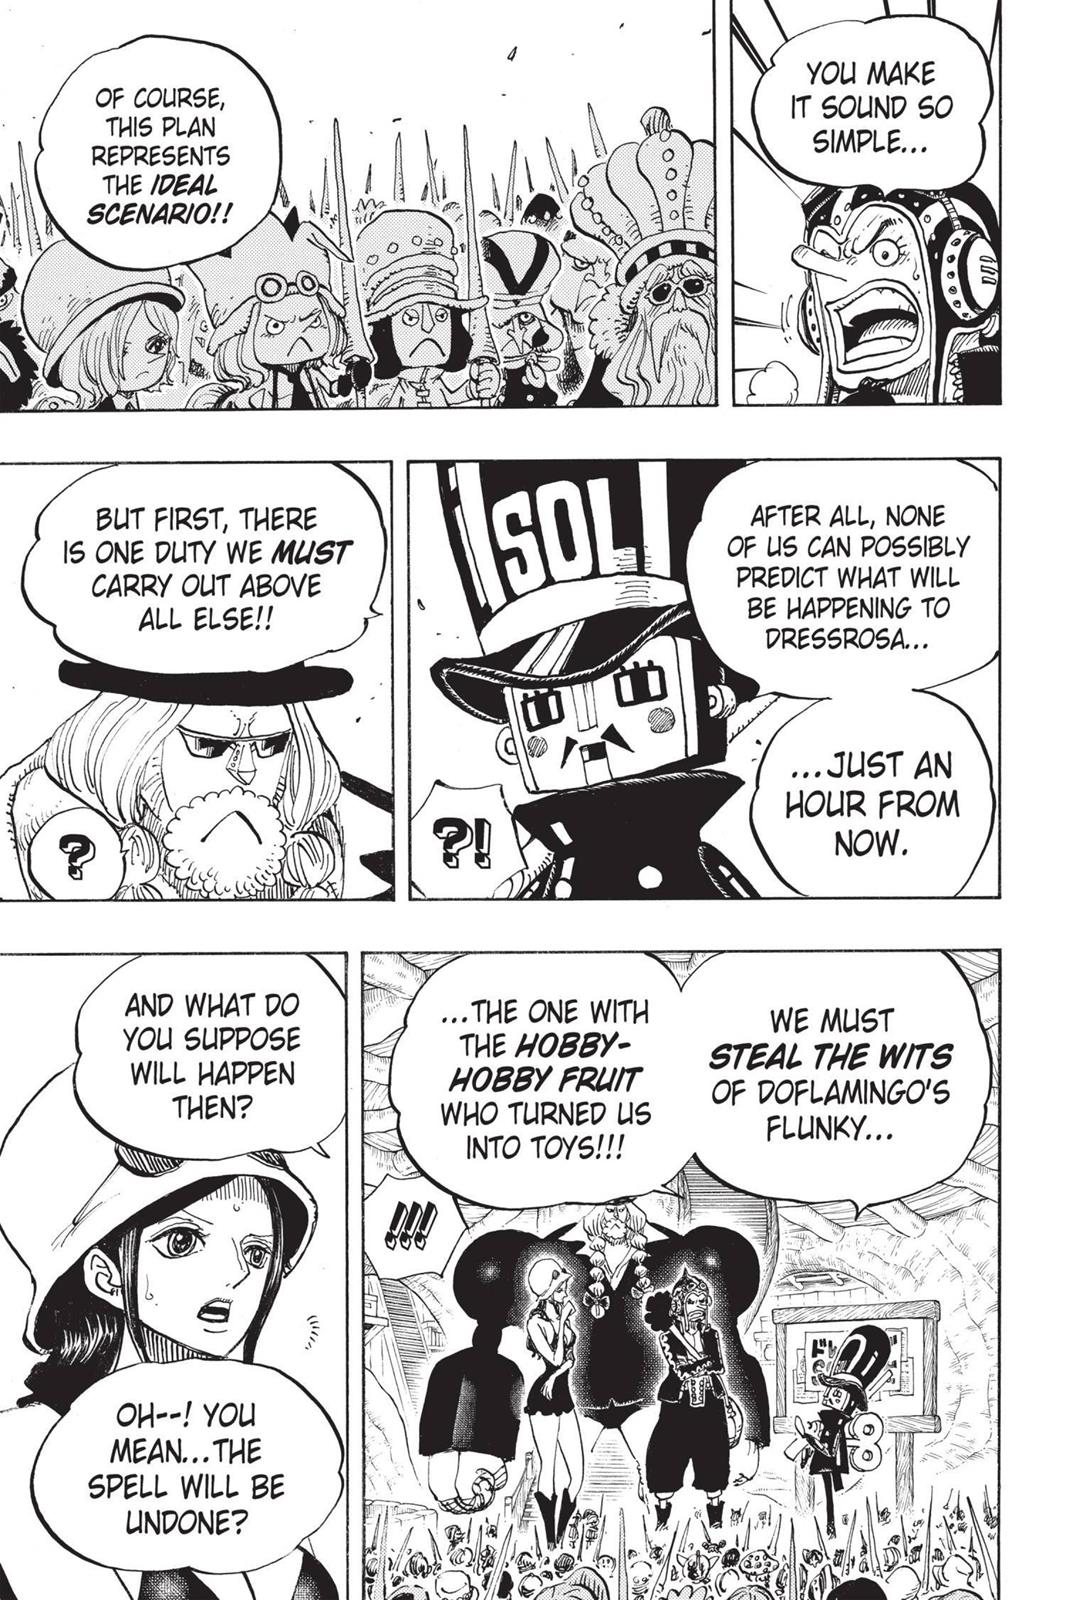 YOU MAKE
IT SOUND SO
SIMPLE...
OF COURSE,
THIS PLAN
REPRESENTS
THE IDEAL
SCENARIO!!
AFTER ALL, NONE
OF US CAN POSSIBLY
PREDICT WHAT WILL
BE HAPPENING TO
DRESSROSA...
...JUST AN
HOUR FROM
NOW.
SOL
?!
BUT FIRST, THERE
IS ONE DUTY WE MUST
CARRY OUT ABOVE
ALL ELSE!!
?
WE MUST
STEAL THE WITS
OF DOFLAMINGO'S
FLUNKY...
...THE ONE WITH
THE HOBBY-
HOBBY FRUIT
WHO TURNED US
INTO TOYS!!!
!!!
AND WHAT DO
YOU SUPPOSE
WILL HAPPEN
THEN?
OH--! YOU
MEAN...THE
SPELL WILL BE
UNDONE?